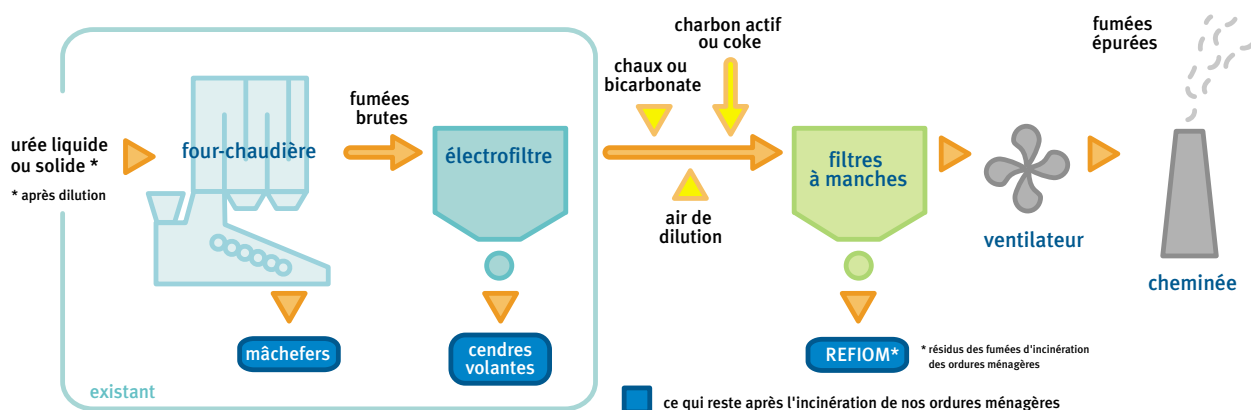 urée liquide
ou solide *
* après dilution
four-chaudière
fumées
brutes
électrofiltre
chaux ou
bicarbonate
charbon actif
ou coke
air de
dilution
filtres
à manches
ventilateur
fumées
épurées
cheminée
mâchefers
cendres
volantes
REFIOM*
* résidus des fumées d'incinération
des ordures ménagères
existant
ce qui reste après l'incinération de nos ordures ménagères